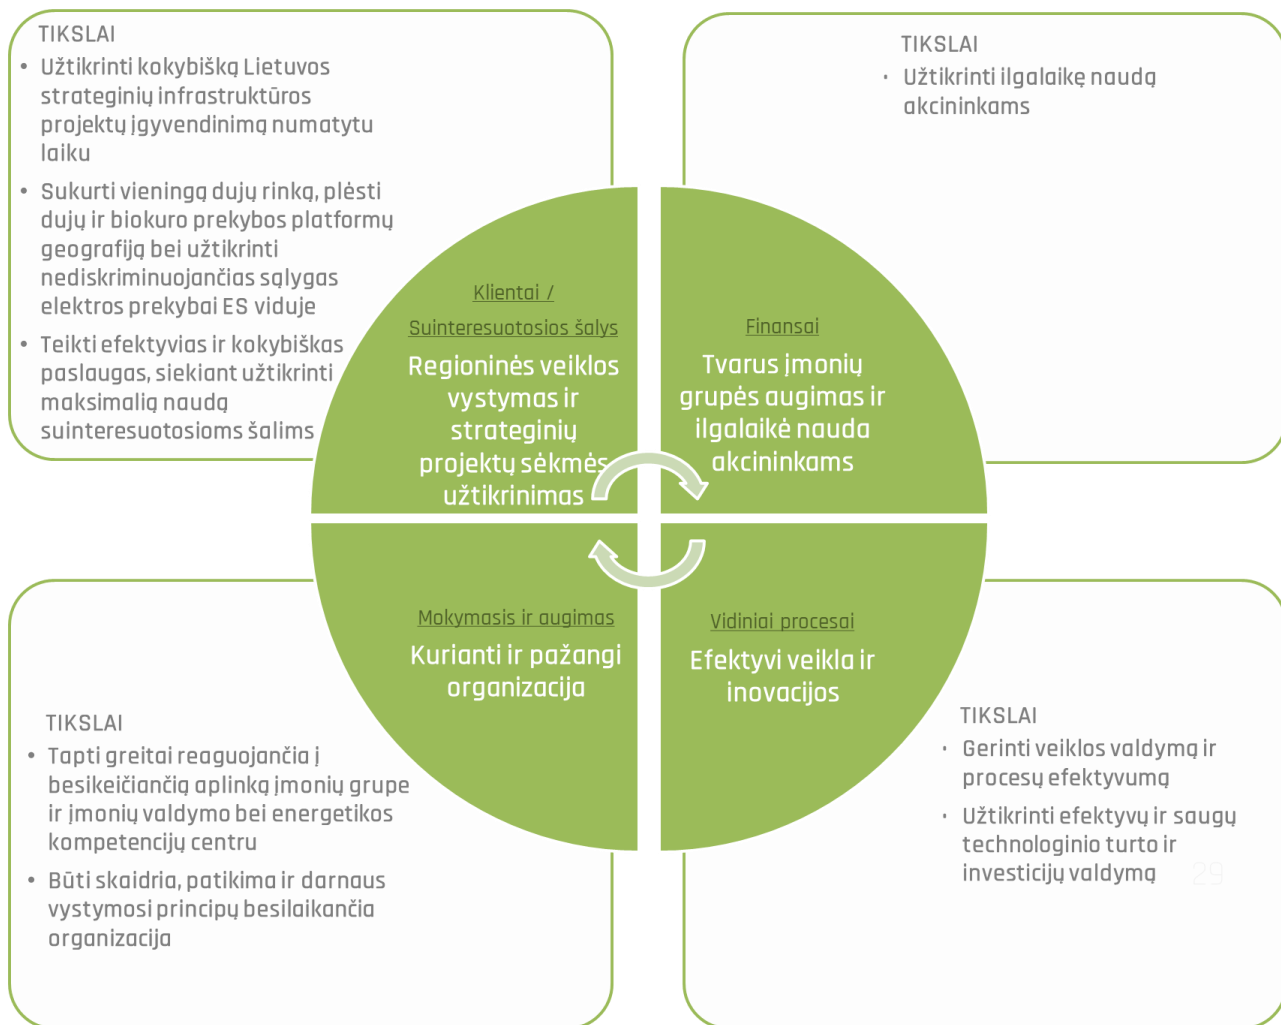 TIKSLAI
• Užtikrinti kokybišką Lietuvos
strateginių infrastruktūros
projektų įgyvendinimą numatytu
laiku
• Sukurti vieningą dujų rinką, plėsti
dujų ir biokuro prekybos platformų
geografiją bei užtikrinti
nediskriminuojančias sąlygas
elektros prekybai ES viduje
• Teikti efektyvias ir kokybiškas
paslaugas, siekiant užtikrinti
maksimalią naudą
suinteresuotosioms šalims
TIKSLAI
• Užtikrinti ilgalaikę naudą
akcininkams
Klientai /
Suinteresuotosios šalys
Regioninės veiklos
vystymas ir
strateginių
projektų sėkmės
užtikrinimas
Finansai
Tvarus įmonių
grupės augimas ir
ilgalaikė nauda
akcininkams
Mokymasis ir augimas
Kurianti ir pažangi
organizacija
Vidiniai procesai
Efektyvi veikla ir
inovacijos
TIKSLAI
• Tapti greitai reaguojančia į
besikeičiančią aplinką įmonių grupe
ir įmonių valdymo bei energetikos
kompetencijų centru
• Būti skaidria, patikima ir darnaus
vystymosi principų besilaikančia
organizacija
TIKSLAI
• Gerinti veiklos valdymą ir
procesų efektyvumą
• Užtikrinti efektyvų ir saugų
technologinio turto ir
investicijų valdymą
29